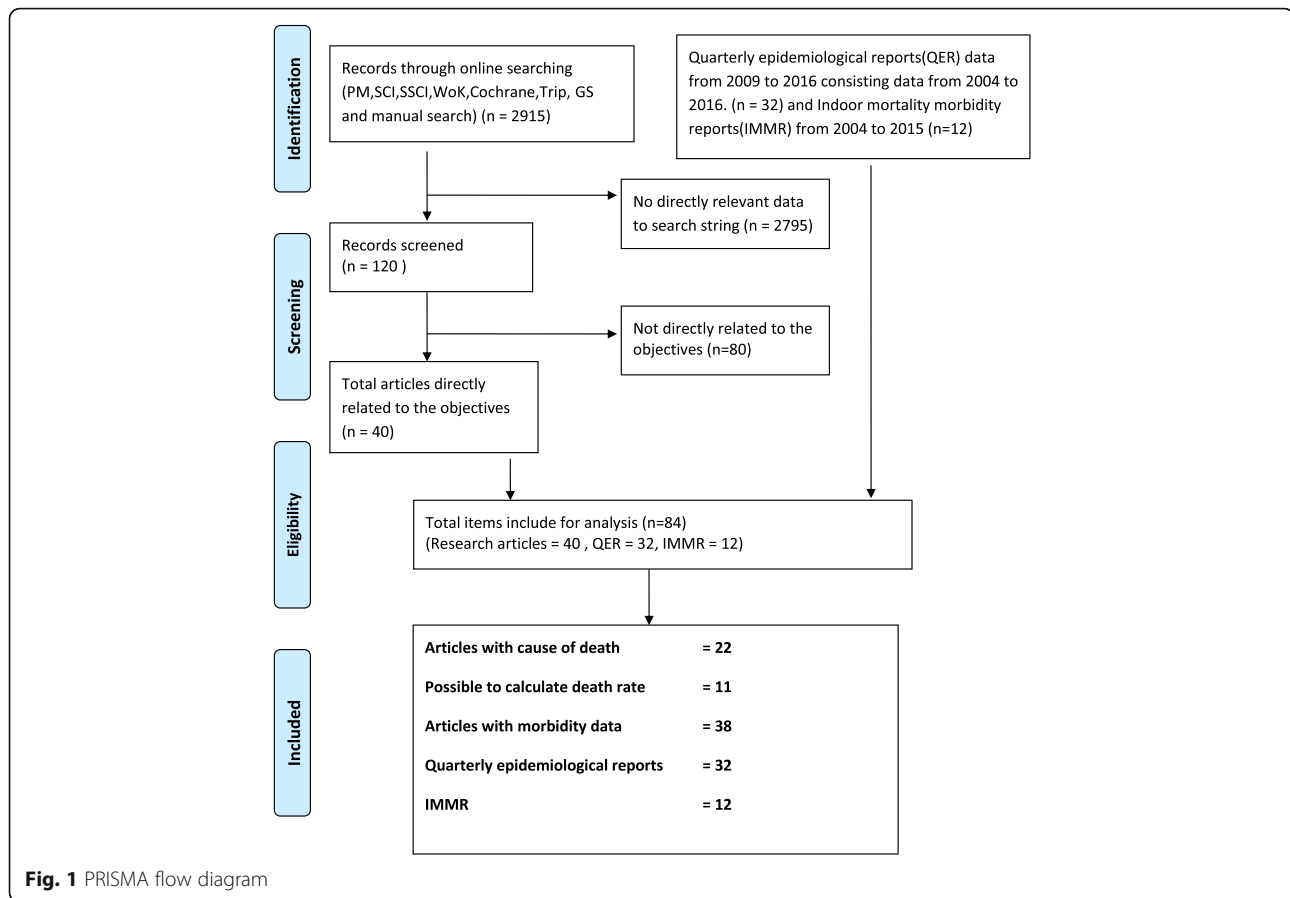 Identification
Records through online searching
(PM,SCI,SSCI,WoK,Cochrane,Trip, GS
and manual search) (n = 2915)
Quarterly epidemiological reports(QER) data
from 2009 to 2016 consisting data from 2004 to
2016. (n = 32) and Indoor mortality morbidity
reports(IMMR) from 2004 to 2015 (n=12)
No directly relevant data
to search string (n = 2795)
Screening
Records screened
(n = 120 )
Not directly related to the
objectives (n=80)
Total articles directly
related to the objectives
(n = 40)
Eligibility
Total items include for analysis (n=84)
(Research articles = 40 , QER = 32, IMMR = 12)
Included
Articles with cause of death = 22
Possible to calculate death rate = 11
Articles with morbidity data = 38
Quarterly epidemiological reports = 32
IMMR = 12
Fig. 1 PRISMA flow diagram